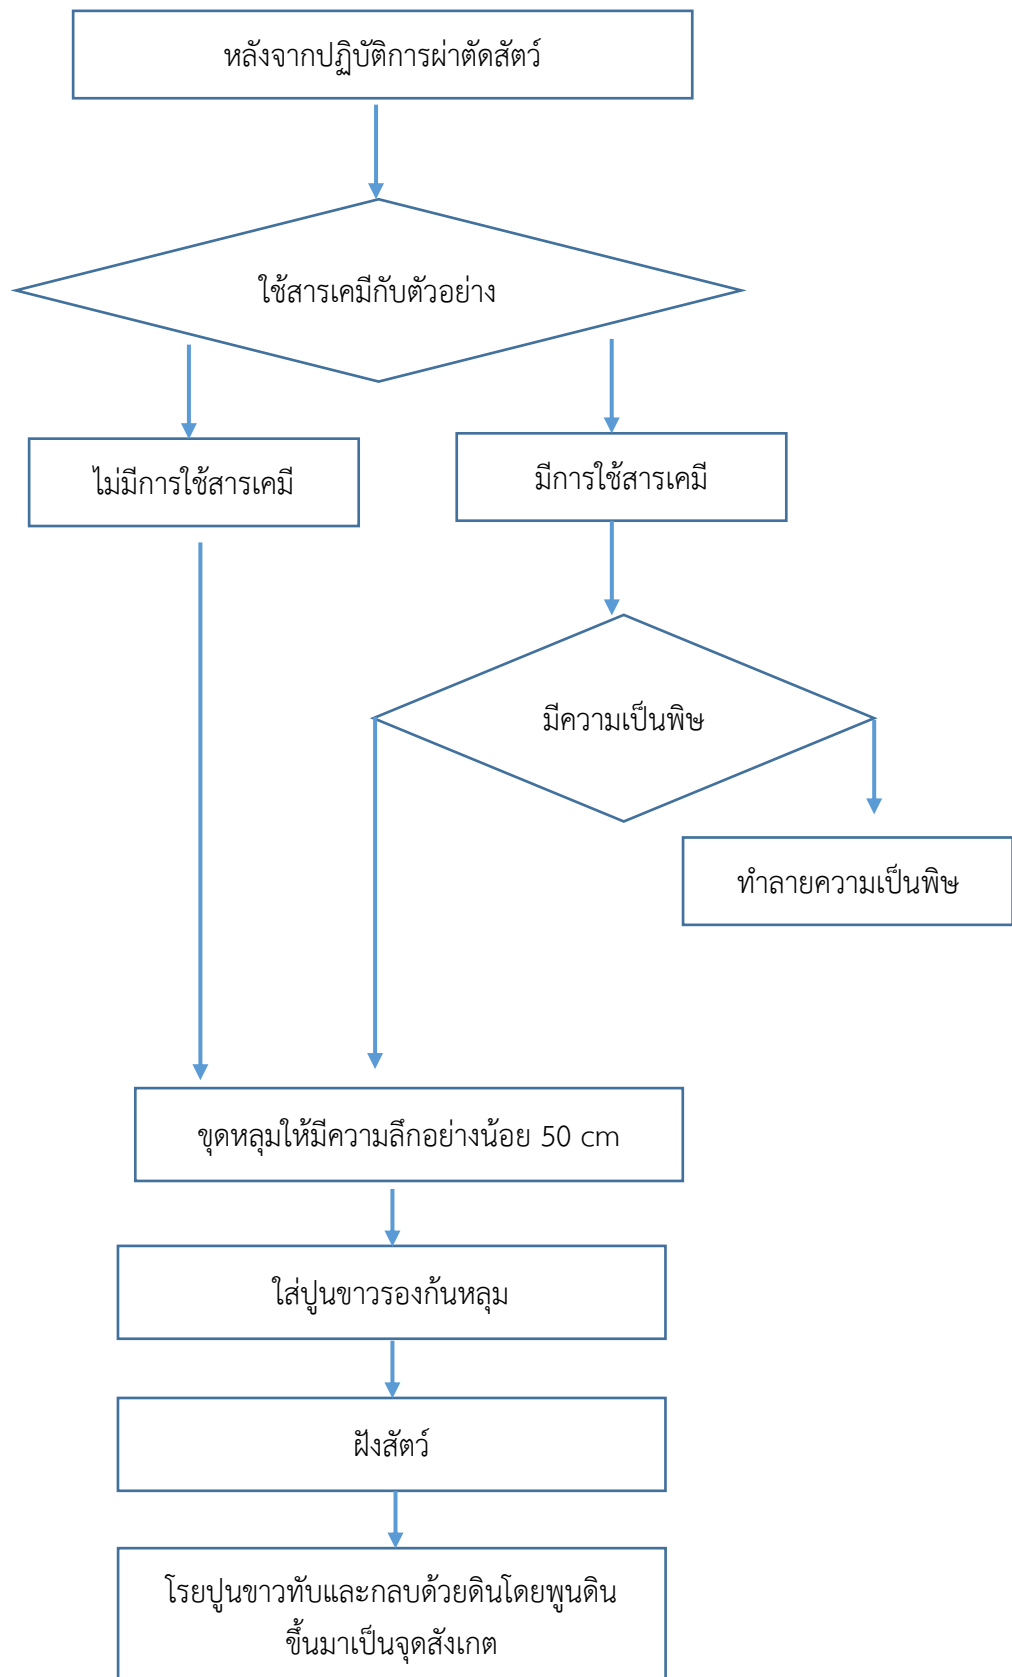 หลังจากปฏิบัติการผ่าตัดสัตว์
ใช้สารเคมีกับตัวอย่าง
ไม่มีการใช้สารเคมี
มีการใช้สารเคมี
มีความเป็นพิษ
ทำลายความเป็นพิษ
ขุดหลุมให้มีความลึกอย่างน้อย 50 cm
ใส่ปูนขาวรองก้นหลุม
ฝังสัตว์
โรยปูนขาวทับและกลบด้วยดินโดยพูนดิน
ขึ้นมาเป็นจุดสังเกต